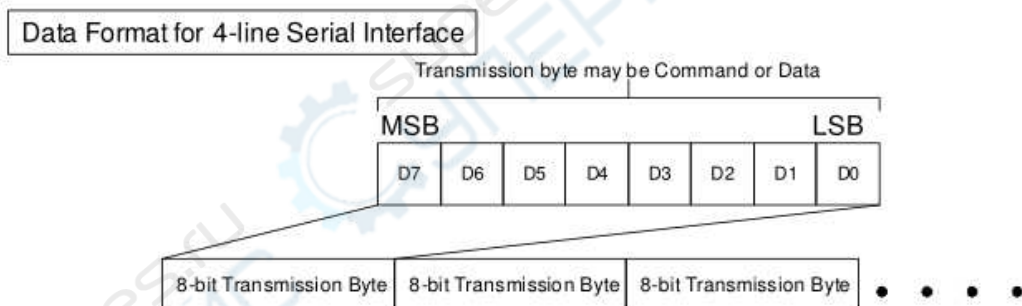 Data Format for 4-line Serial Interface
Transmission byte may be Command or Data
MSB LSB
D7 D6 D5 D4 D3 D2 D1 D0
8-bit Transmission Byte 8-bit Transmission Byte 8-bit Transmission Byte